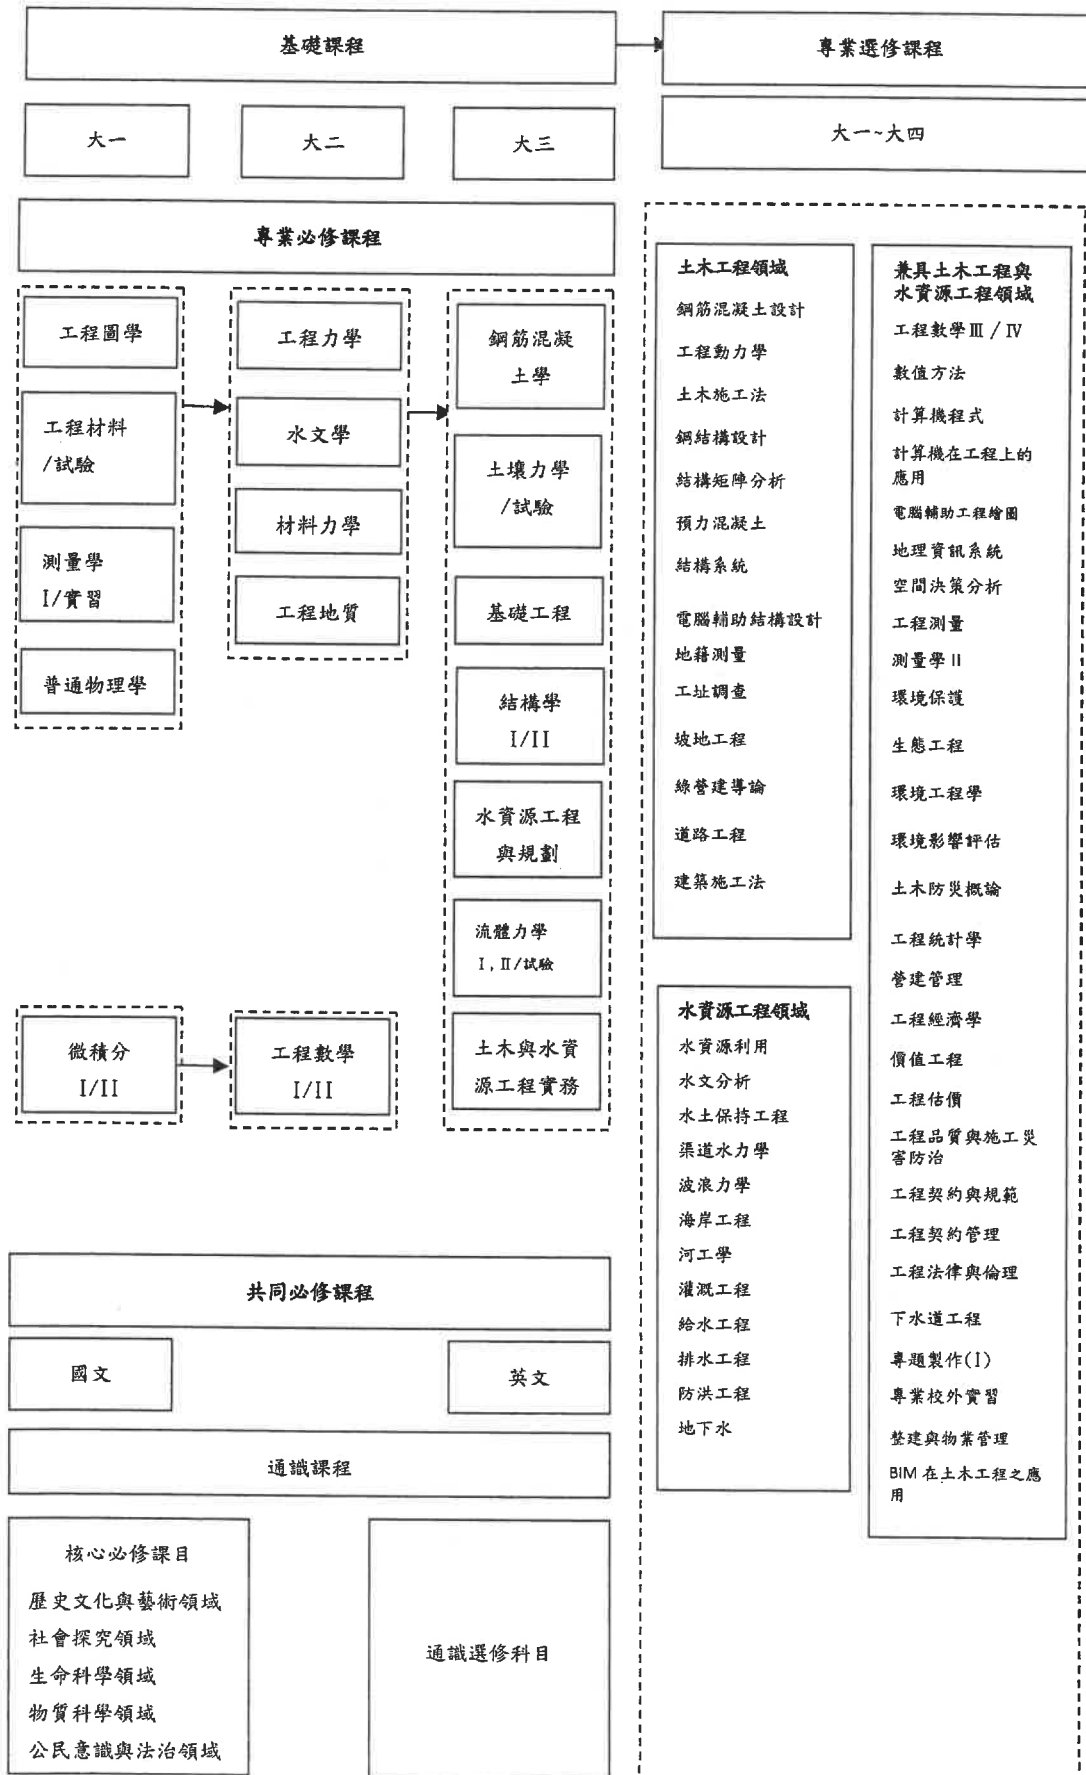 基礎課程
專業選修課程
大一
大二
大三
大一~大四
專業必修課程
工程圖學
工程材料
/試驗
測量學
I/實習
普通物理學
微積分
I/II
工程力學
水文學
材料力學
工程地質
工程數學
I/II
鋼筋混凝
土學
土壤力學
/試驗
基礎工程
結構學
I/II
水資源工程
與規劃
流體力學
I, II/試驗
土木與水資
源工程實務
共同必修課程
國文
英文
通識課程
核心必修課目
歷史文化與藝術領域
社會探究領域
生命科學領域
物質科學領域
公民意識與法治領域
通識選修科目
土木工程領域
鋼筋混凝土設計
工程動力學
土木施工法
鋼結構設計
結構矩陣分析
預力混凝土
結構系統
電腦輔助結構設計
地籍測量
工址調查
坡地工程
綠營建導論
道路工程
建築施工法
水資源工程領域
水資源利用
水文分析
水土保持工程
渠道水力學
波浪力學
海岸工程
河工學
灌溉工程
給水工程
排水工程
防洪工程
地下水
兼具土木工程與
水資源工程領域
工程數學III / IV
數值方法
計算機程式
計算機在工程上的
應用
電腦輔助工程繪圖
地理資訊系統
空間決策分析
工程測量
測量學 II
環境保護
生態工程
環境工程學
環境影響評估
土木防災概論
工程統計學
營建管理
工程經濟學
價值工程
工程估價
工程品質與施工災
害防治
工程契約與規範
工程契約管理
工程法律與倫理
下水道工程
專題製作(I)
專業校外實習
整建與物業管理
BIM 在土木工程之應
用